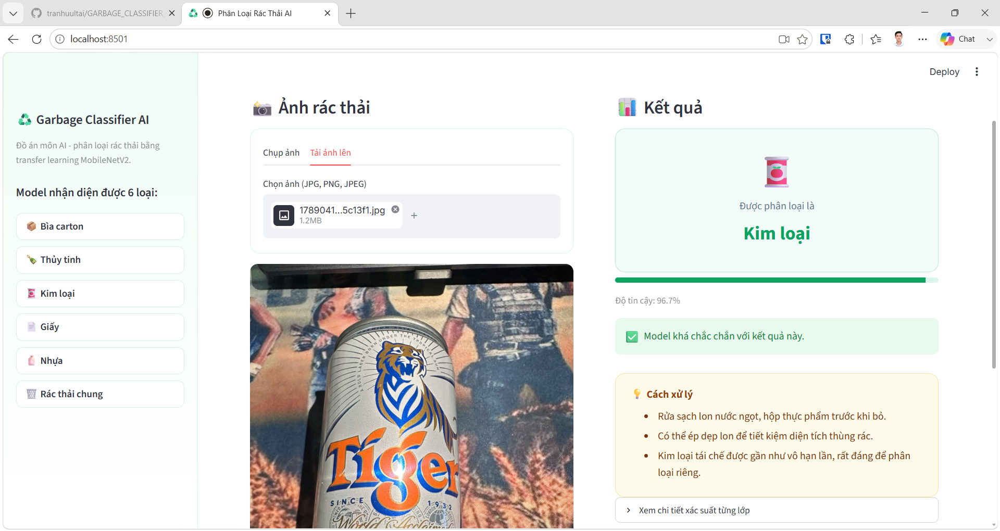 tranhuultai/GARBAGE_CLASSIFIER_
Phân Loại Rác Thải AI
localhost:8501
Chat
Deploy
Garbage Classifier AI
Đồ án môn AI - phân loại rác thải bằng
transfer learning MobileNetV2.
Model nhận diện được 6 loại:
Bìa carton
Thủy tinh
Kim loại
Giấy
Nhựa
Rác thải chung
Ảnh rác thải
Chụp ảnh
Tải ảnh lên
Chọn ảnh (JPG, PNG, JPEG)
1789041...5c13f1.jpg
1.2MB
A BOLD LAGER BORN UNDER THE TROPICAL SUN
Tiger
SINCE 1932
World Acclaimed
Kết quả
Được phân loại là
Kim loại
Độ tin cậy: 96.7%
Model khá chắc chắn với kết quả này.
Cách xử lý
Rửa sạch lon nước ngọt, hộp thực phẩm trước khi bỏ.
Có thể ép dẹp lon để tiết kiệm diện tích thùng rác.
Kim loại tái chế được gần như vô hạn lần, rất đáng để phân
loại riêng.
Xem chi tiết xác suất từng lớp